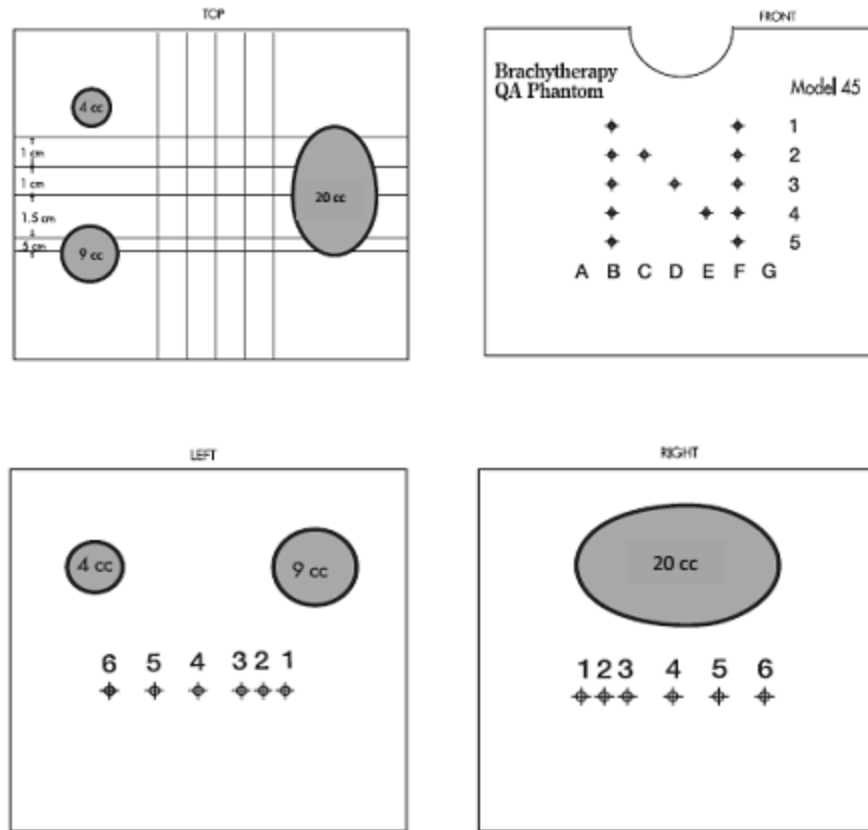 TOP
4 cc
1 cm
1 cm
20 cc
1.5 cm
5 cm
9 cc
FRONT
Brachytherapy
QA Phantom
Model 45
1
2
3
4
5
A B C D E F G
LEFT
4 cc
9 cc
6 5 4 3 2 1
RIGHT
20 cc
1 2 3 4 5 6